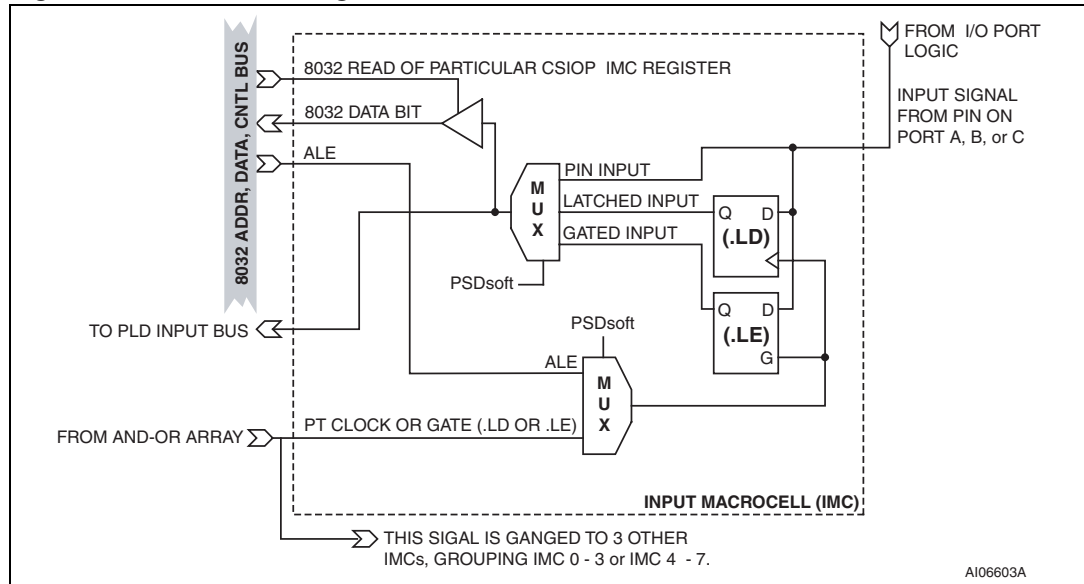 FROM I/O PORT
LOGIC
8032 ADDR, DATA, CNTL BUS
8032 READ OF PARTICULAR CSIOP IMC REGISTER
8032 DATA BIT
ALE
INPUT SIGNAL
FROM PIN ON
PORT A, B, or C
PIN INPUT
LATCHED INPUT
GATED INPUT
MUX
Q D
(.LD)
PSDsoft
Q D
(.LE)
G
TO PLD INPUT BUS
PSDsoft
ALE
MUX
FROM AND-OR ARRAY
PT CLOCK OR GATE (.LD OR .LE)
INPUT MACROCELL (IMC)
THIS SIGAL IS GANGED TO 3 OTHER
IMCs, GROUPING IMC 0 - 3 or IMC 4 - 7.
AI06603A